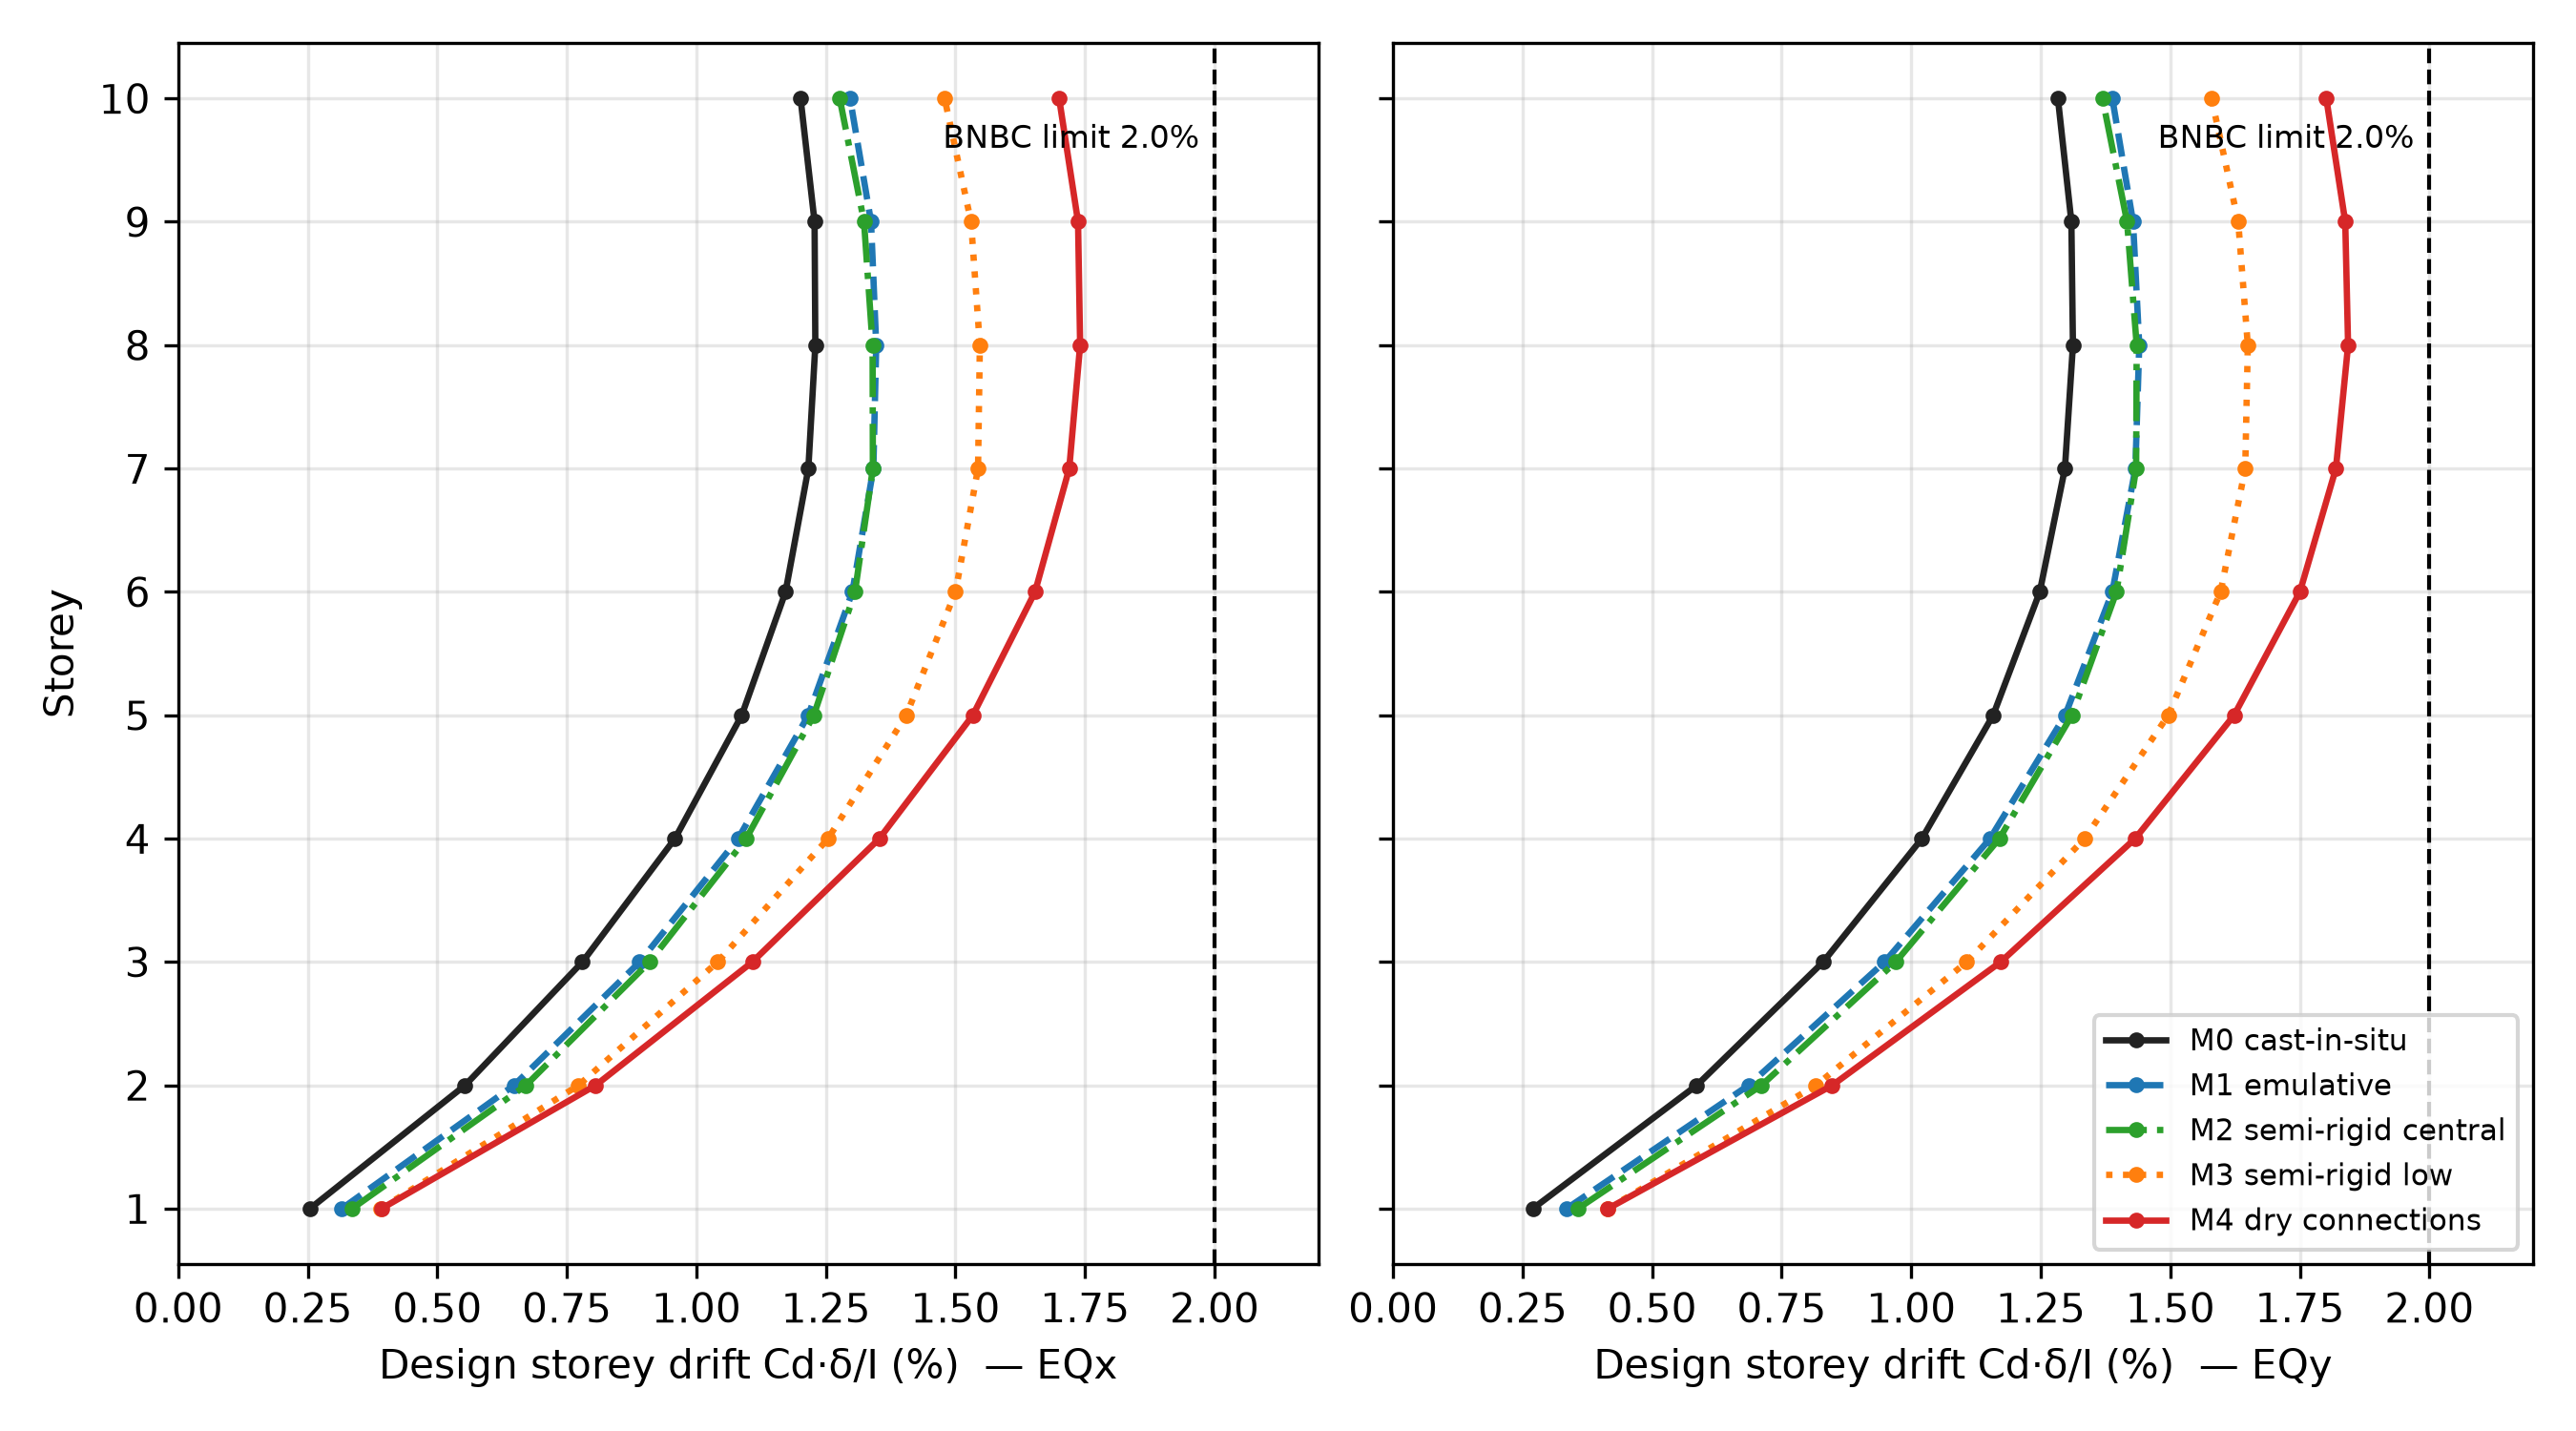 BNBC limit 2.0%
10
9
8
7
6
5
4
3
2
1
Storey
0.00 0.25 0.50 0.75 1.00 1.25 1.50 1.75 2.00
Design storey drift Cd·δ/I (%) — EQx
BNBC limit 2.0%
M0 cast-in-situ
M1 emulative
M2 semi-rigid central
M3 semi-rigid low
M4 dry connections
0.00 0.25 0.50 0.75 1.00 1.25 1.50 1.75 2.00
Design storey drift Cd·δ/I (%) — EQy